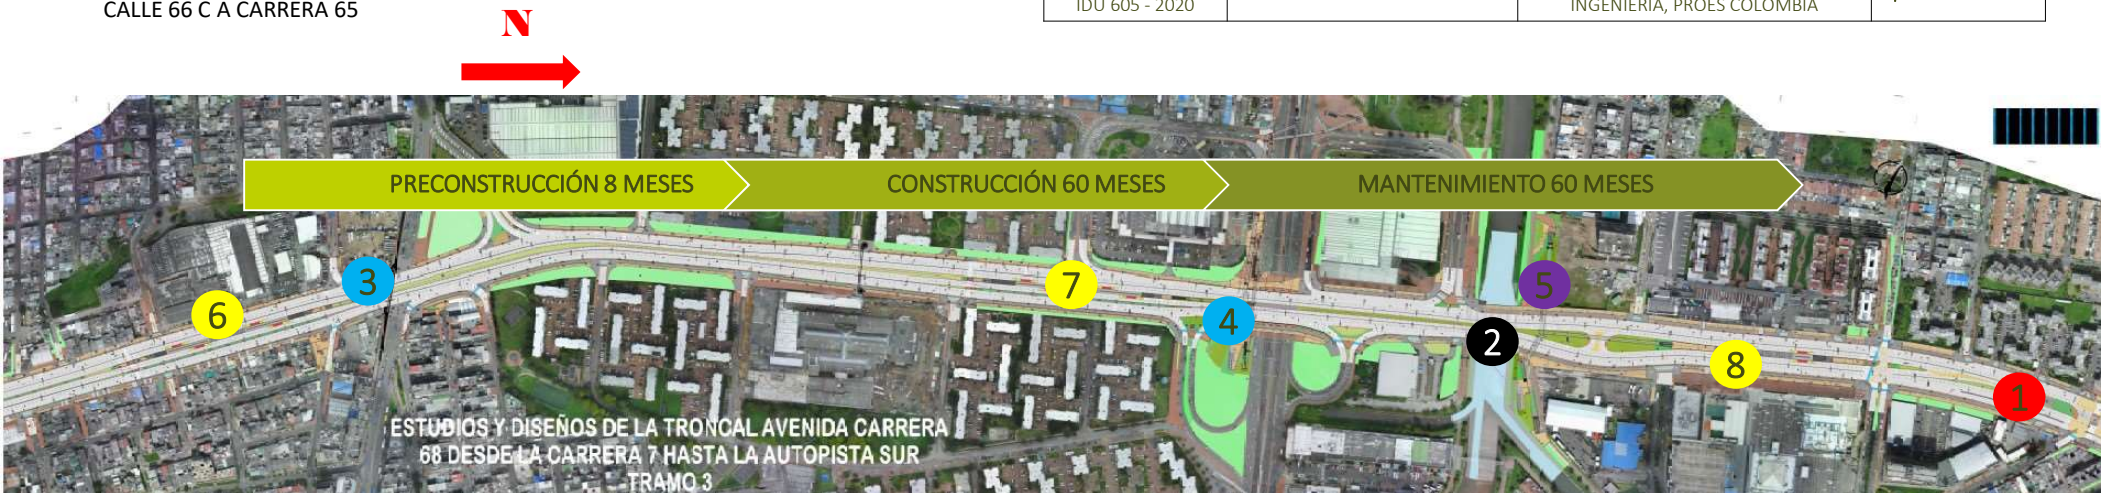 CALLE 66 C A CARRERA 65
IDU 605 - 2020
INGENIERIA, PROES COLOMBIA
N
PRECONSTRUCCIÓN 8 MESES
CONSTRUCCIÓN 60 MESES
MANTENIMIENTO 60 MESES
3
7
5
6
4
2
8
1
ESTUDIOS Y DISEÑOS DE LA TRONCAL AVENIDA CARRERA
68 DESDE LA CARRERA 7 HASTA LA AUTOPISTA SUR
TRAMO 3